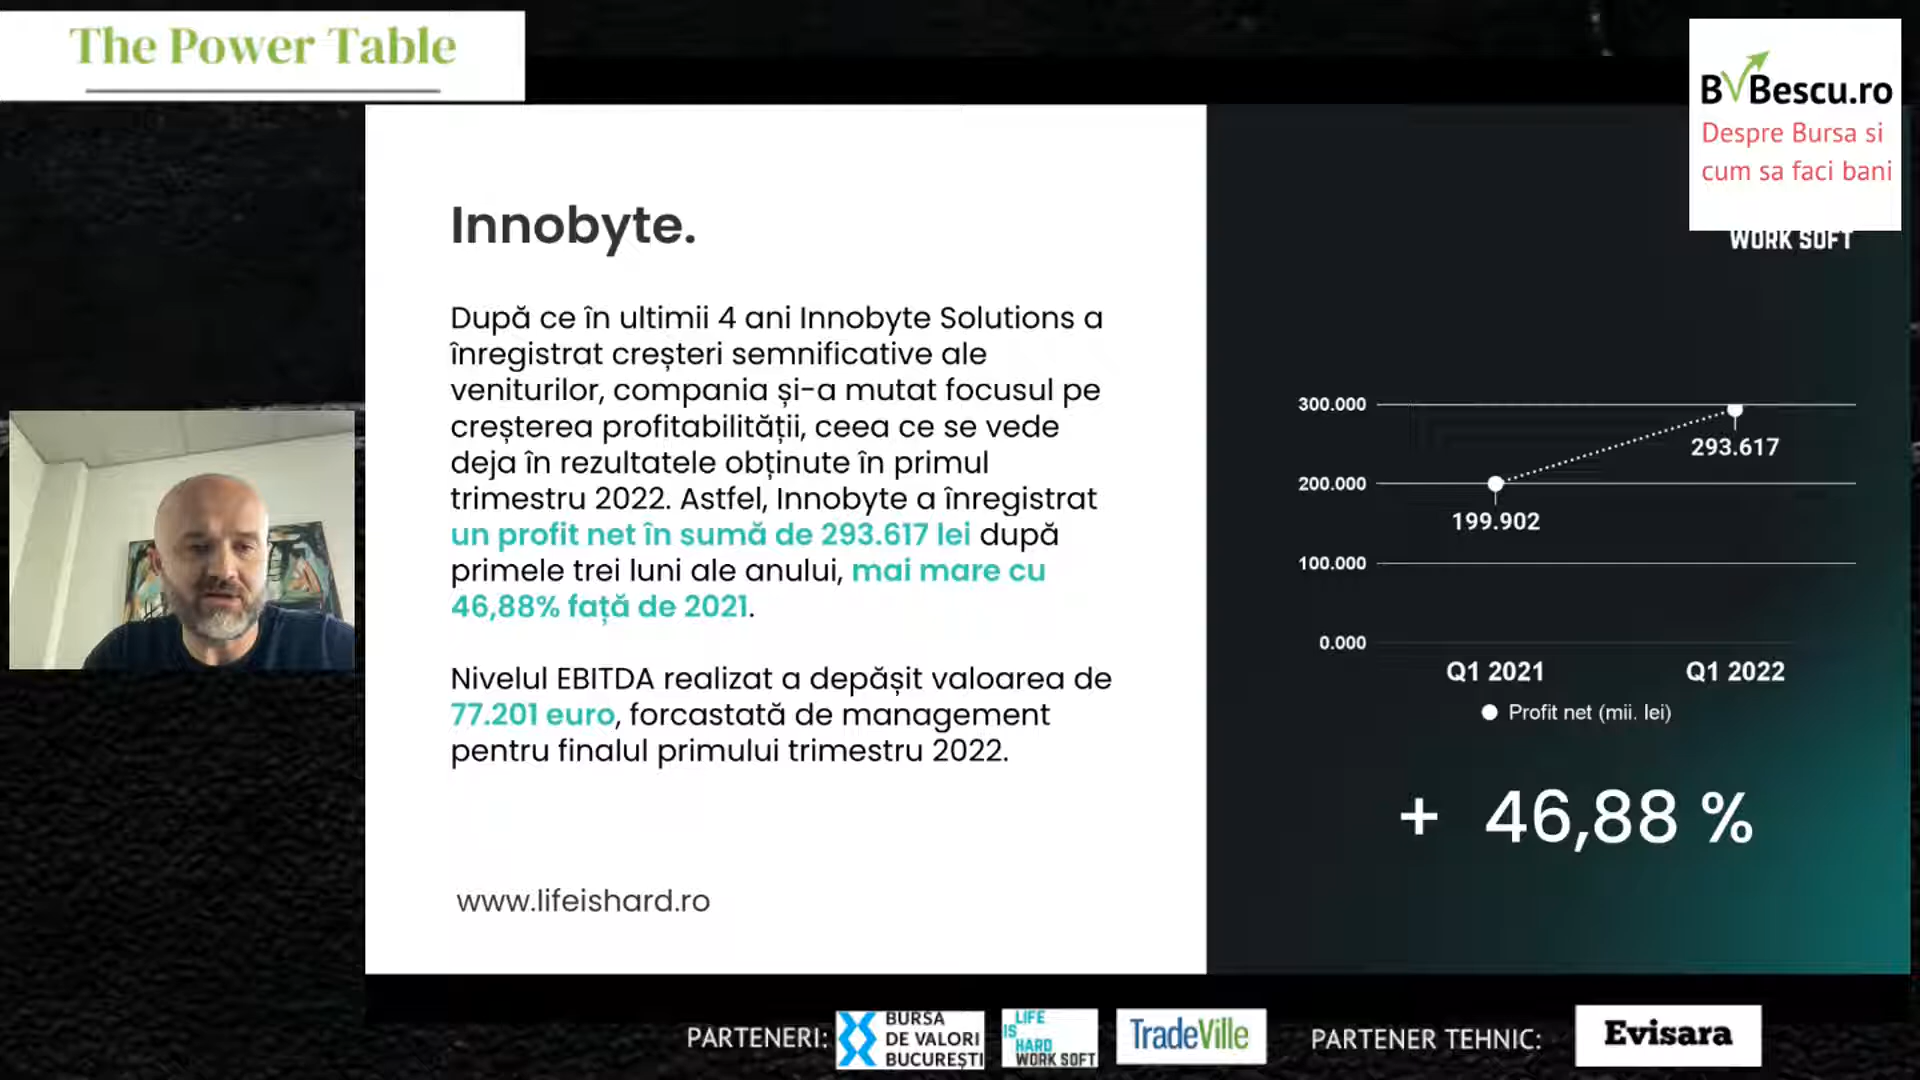 The Power Table
BVBescu.ro
Despre Bursa si
cum sa faci bani
WORK SOFT
Innobyte.
După ce în ultimii 4 ani Innobyte Solutions a
înregistrat creșteri semnificative ale
veniturilor, compania și-a mutat focusul pe
creșterea profitabilității, ceea ce se vede
deja în rezultatele obținute în primul
trimestru 2022. Astfel, Innobyte a înregistrat
un profit net în sumă de 293.617 lei după
primele trei luni ale anului, mai mare cu
46,88% față de 2021.
Nivelul EBITDA realizat a depășit valoarea de
77.201 euro, forcastată de management
pentru finalul primului trimestru 2022.
www.lifeishard.ro
300.000
293.617
200.000
199.902
100.000
0.000
Q1 2021 Q1 2022
Profit net (mii. lei)
+ 46,88 %
PARTENERI:
BURSA
DE VALORI
BUCUREȘTI
LIFE
IS
HARD
WORK SOFT
TradeVille
PARTENER TEHNIC:
Evisara